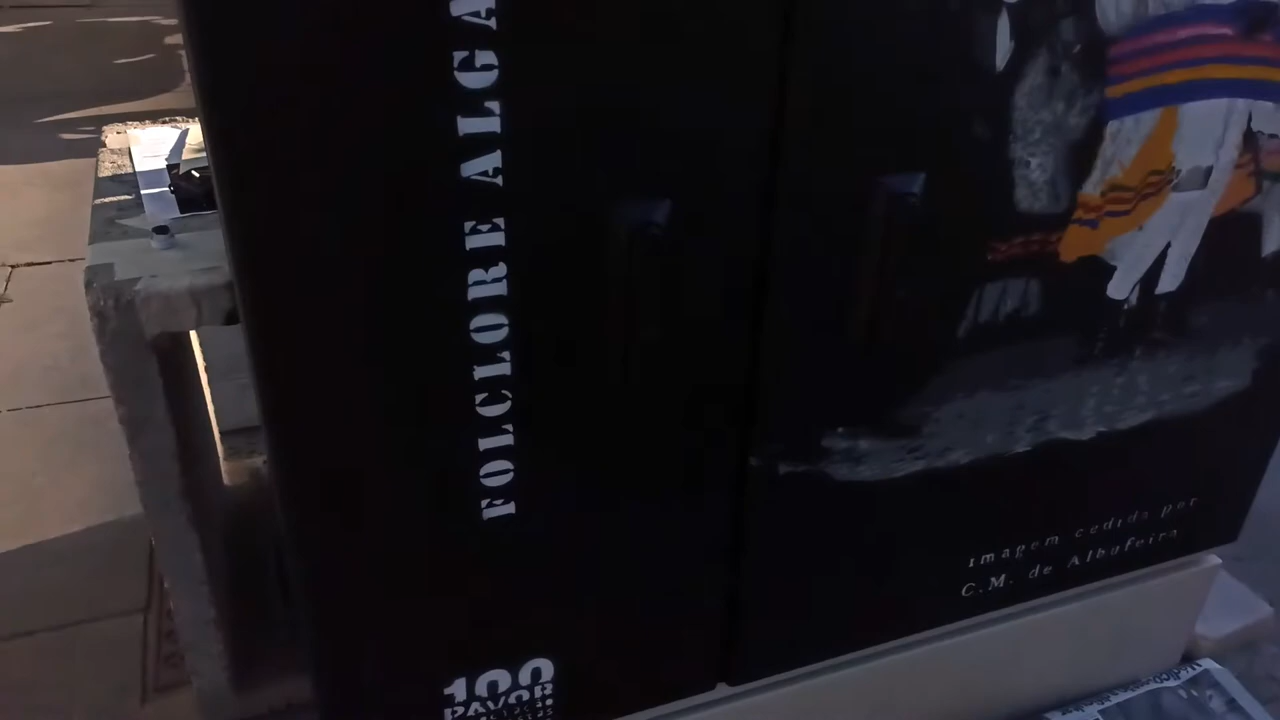 FOLCLORE ALGA
Imagem cedida por
C.M. de Albufeira
100
PAVOR